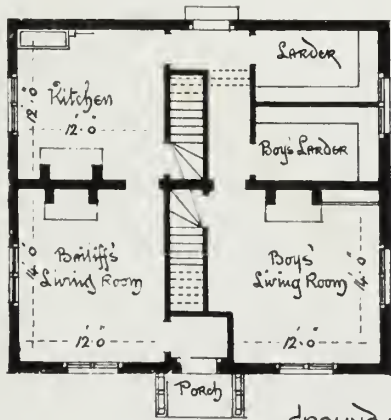 Larder
Kitchen
12'.0"
12'.0"
Boy's Larder
Bailiff's
Living Room
14'.0"
12'.0"
Boys'
Living Room
14'.0"
12'.0"
Porch